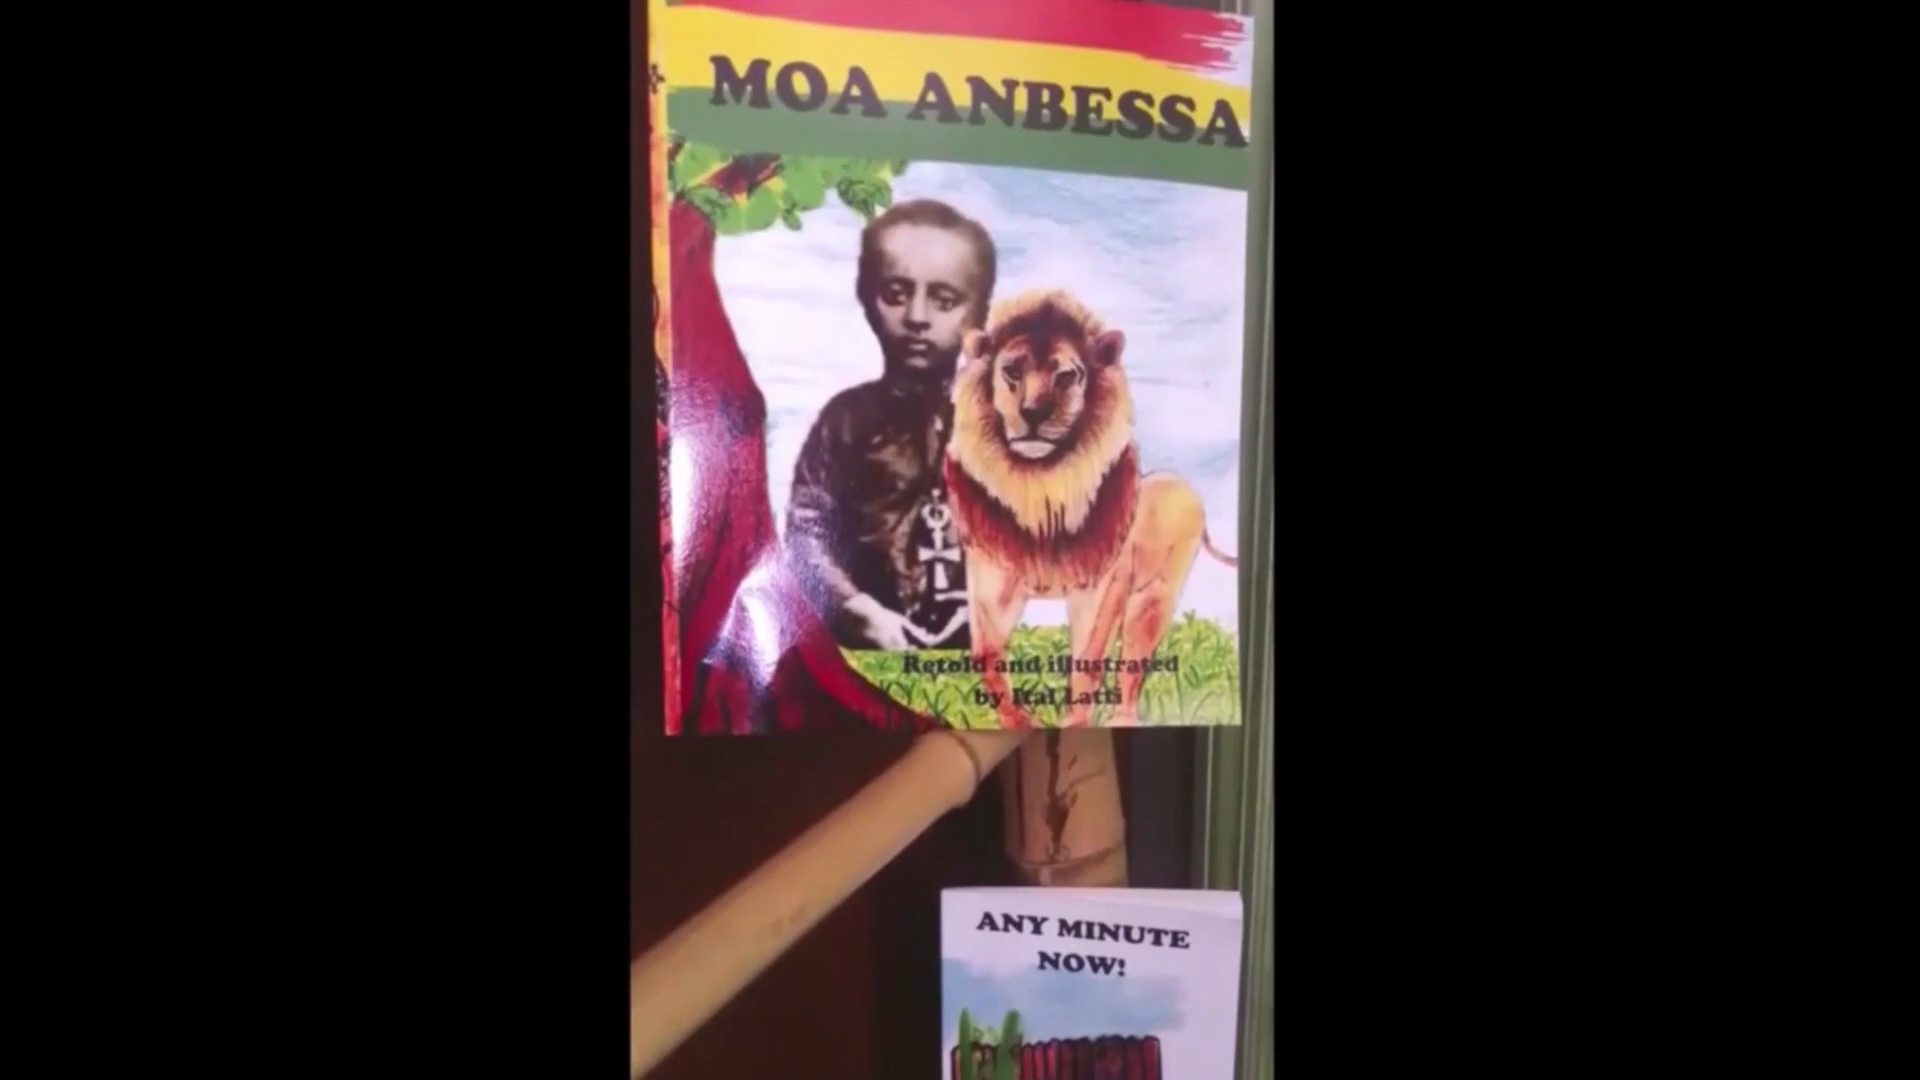 MOA ANBESSA
Retold and illustrated
by Ital Latti
ANY MINUTE
NOW!